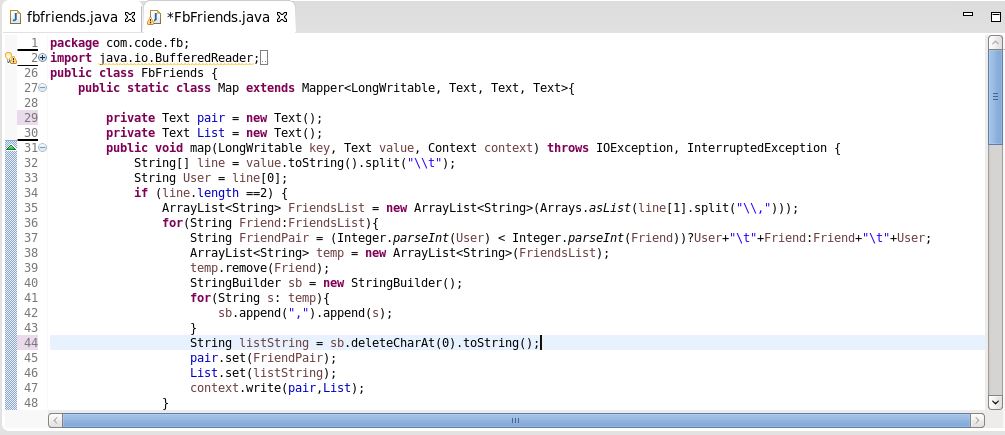 fbfriends.java *FbFriends.java
1 package com.code.fb;
2 import java.io.BufferedReader;
26 public class FbFriends {
27 public static class Map extends Mapper<LongWritable, Text, Text, Text>{
28
29 private Text pair = new Text();
30 private Text List = new Text();
31 public void map(LongWritable key, Text value, Context context) throws IOException, InterruptedException {
32 String[] line = value.toString().split("\\t");
33 String User = line[0];
34 if (line.length ==2) {
35 ArrayList<String> FriendsList = new ArrayList<String>(Arrays.asList(line[1].split("\\,")));
36 for(String Friend:FriendsList){
37 String FriendPair = (Integer.parseInt(User) < Integer.parseInt(Friend))?User+"\t"+Friend:Friend+"\t"+User;
38 ArrayList<String> temp = new ArrayList<String>(FriendsList);
39 temp.remove(Friend);
40 StringBuilder sb = new StringBuilder();
41 for(String s: temp){
42 sb.append(",").append(s);
43 }
44 String listString = sb.deleteCharAt(0).toString();
45 pair.set(FriendPair);
46 List.set(listString);
47 context.write(pair,List);
48 }